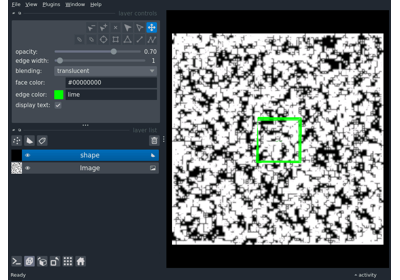 File View Plugins Window Help
layer controls
opacity: 0.70
edge width: 1
blending: translucent
face color: #00000000
edge color: lime
display text:
layer list
shape
Image
Ready
activity